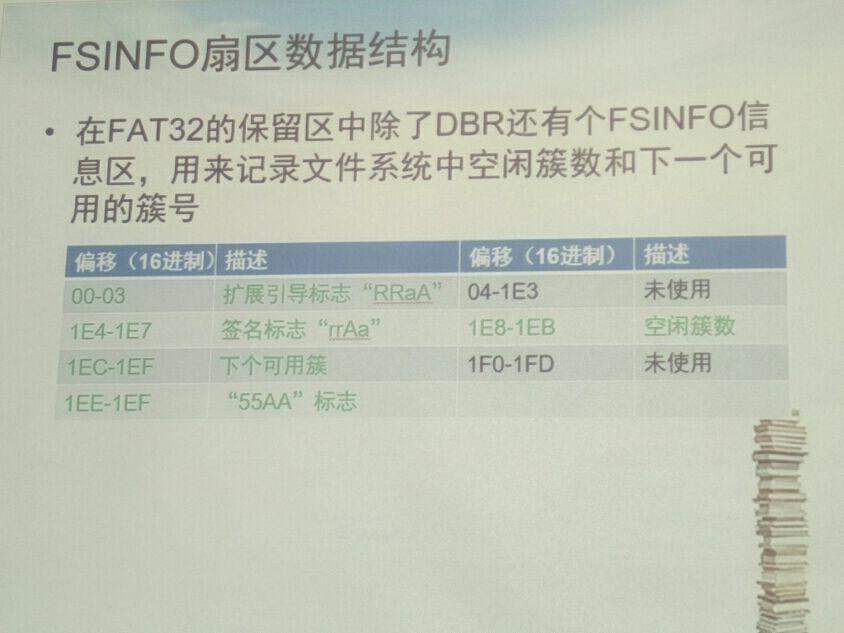 FSINFO扇区数据结构
• 在FAT32的保留区中除了DBR还有个FSINFO信
息区，用来记录文件系统中空闲簇数和下一个可
用的簇号
偏移（16进制） 描述 偏移（16进制） 描述
00-03 扩展引导标志“RRaA” 04-1E3 未使用
1E4-1E7 签名标志“rrAa” 1E8-1EB 空闲簇数
1EC-1EF 下个可用簇 1F0-1FD 未使用
1EE-1EF “55AA”标志